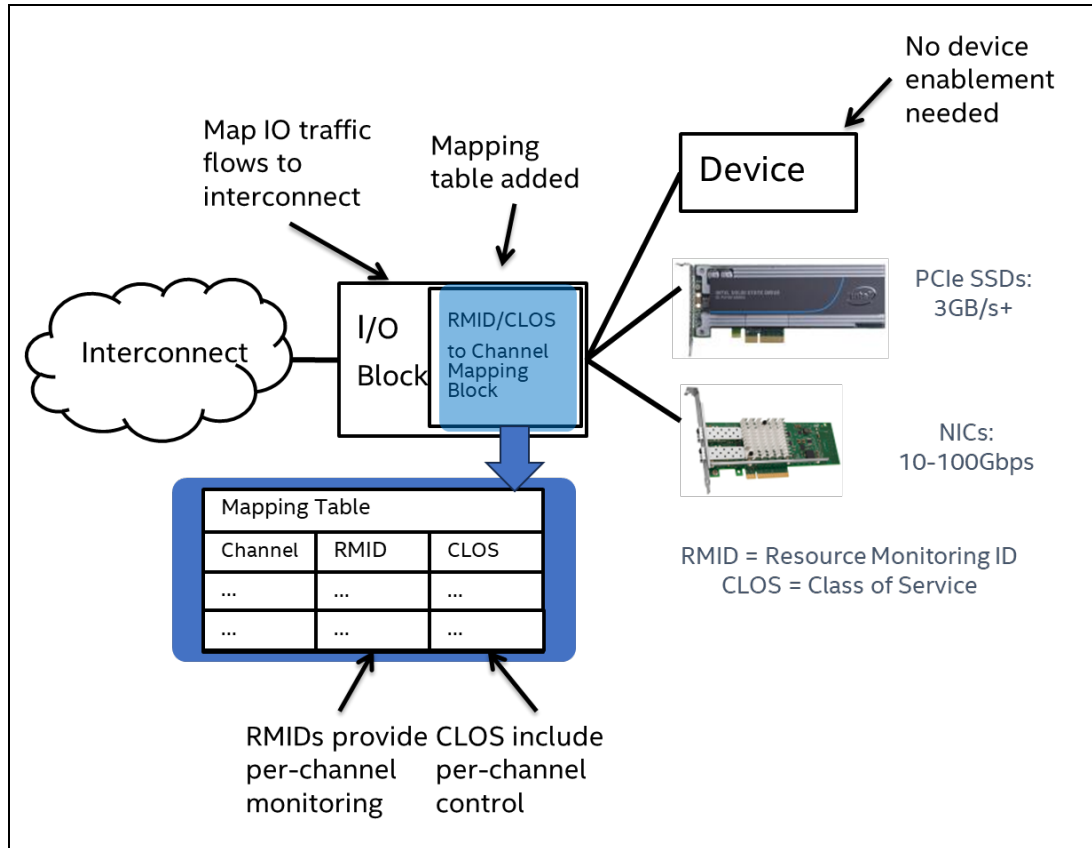 No device
enablement
needed
Map IO traffic
flows to
interconnect
Mapping
table added
Device
PCIe SSDs:
3GB/s+
Interconnect
I/O
Block
RMID/CLOS
to Channel
Mapping
Block
NICs:
10-100Gbps
Mapping Table
Channel RMID CLOS
... ... ...
... ... ...
RMID = Resource Monitoring ID
CLOS = Class of Service
RMIDs provide
per-channel
monitoring
CLOS include
per-channel
control